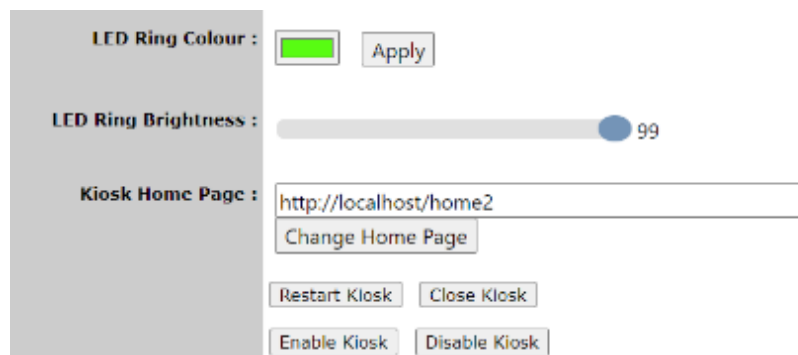 LED Ring Colour : Apply
LED Ring Brightness : 99
Kiosk Home Page : http://localhost/home2
Change Home Page
Restart Kiosk Close Kiosk
Enable Kiosk Disable Kiosk